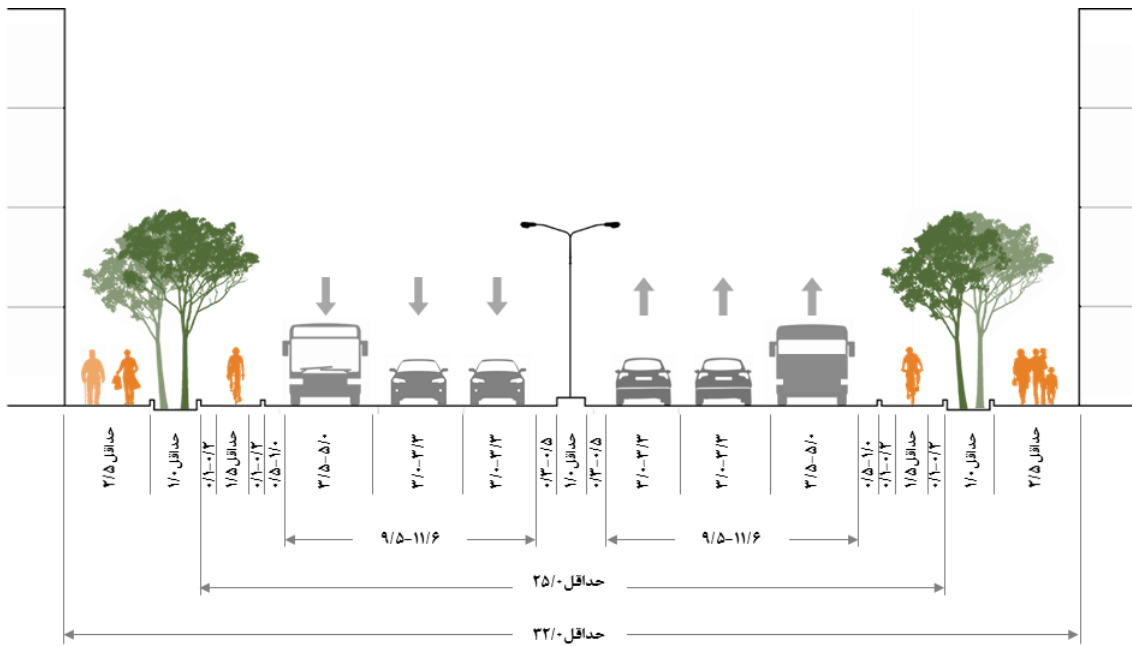 حداقل ۲/۵
حداقل ۱/۰
۰/۱-۰/۲
حداقل ۱/۵
۰/۱-۰/۲
۰/۵-۱/۰
۳/۵-۵/۰
۳/۰-۳/۳
۳/۰-۳/۳
۰/۳-۰/۵
حداقل ۱/۰
۰/۳-۰/۵
۳/۰-۳/۳
۳/۰-۳/۳
۳/۵-۵/۰
۰/۵-۱/۰
۰/۱-۰/۲
حداقل ۱/۵
۰/۱-۰/۲
حداقل ۱/۰
حداقل ۲/۵
۹/۵-۱۱/۶
۹/۵-۱۱/۶
حداقل ۲۵/۰
حداقل ۳۲/۰